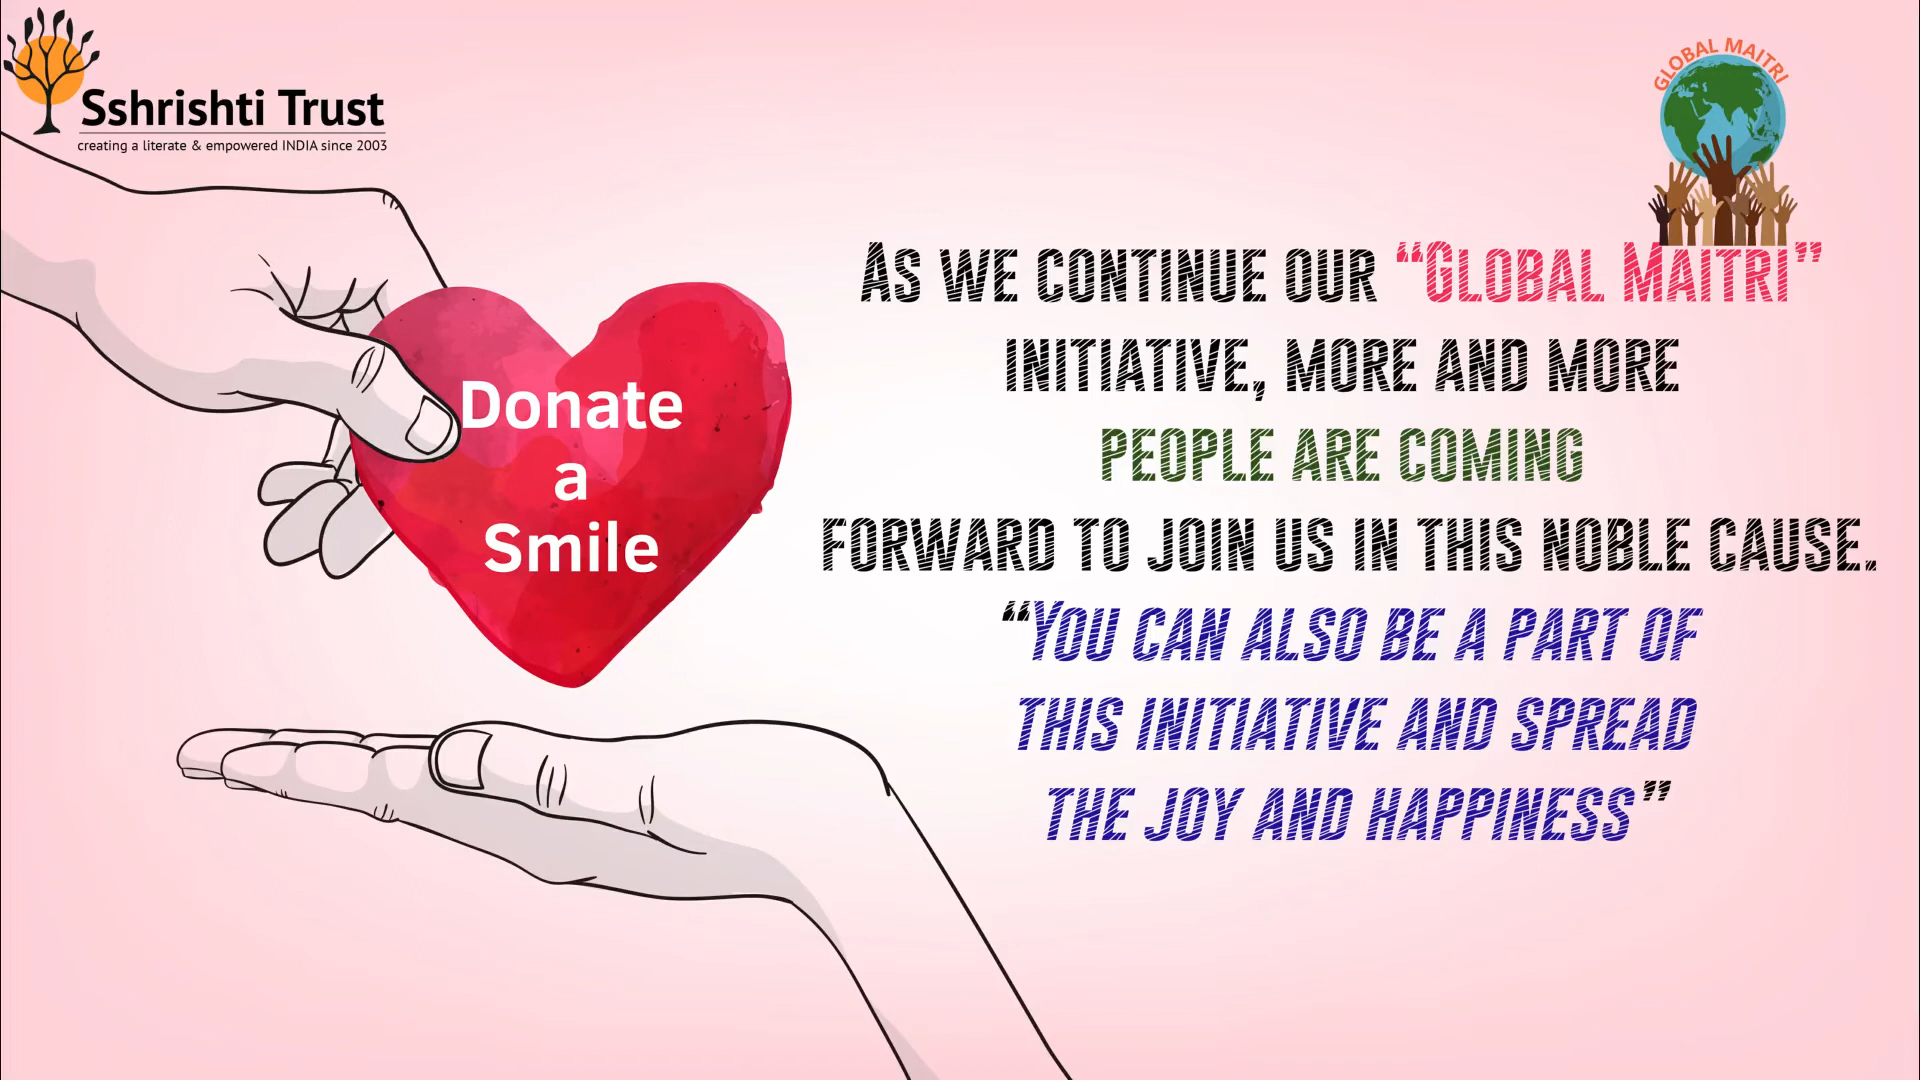 Sshrishti Trust
creating a literate & empowered INDIA since 2003
GLOBAL MAITRI
Donate
a
Smile
As we continue our “Global Maitri”
initiative, more and more
people are coming
forward to join us in this noble cause.
“You can also be a part of
this initiative and spread
the joy and happiness”